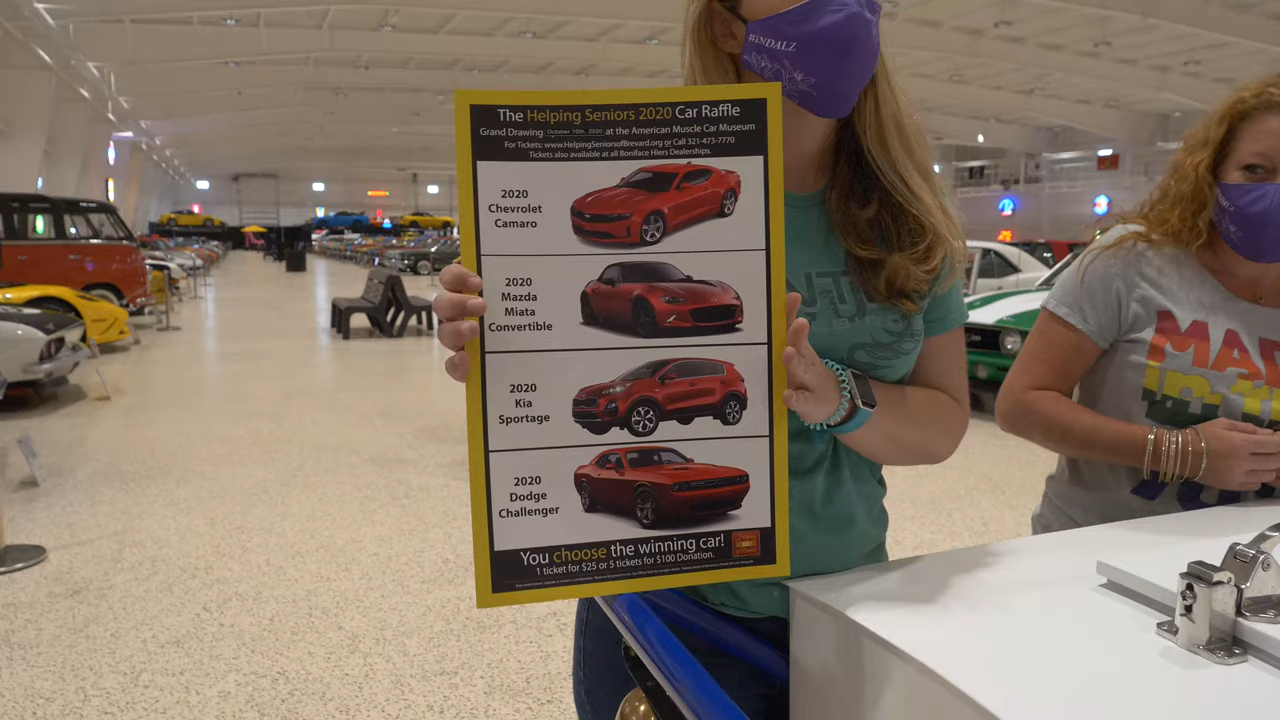 #KINDALZ
The Helping Seniors 2020 Car Raffle
Grand Drawing October 10th, 2020 at the American Muscle Car Museum
For Tickets: www.HelpingSeniorsofBrevard.org or Call 321-473-7770
Tickets also available at all Boniface Hiers Dealerships.
2020
Chevrolet
Camaro
2020
Mazda
Miata
Convertible
2020
Kia
Sportage
2020
Dodge
Challenger
You choose the winning car!
1 ticket for $25 or 5 tickets for $100 Donation.